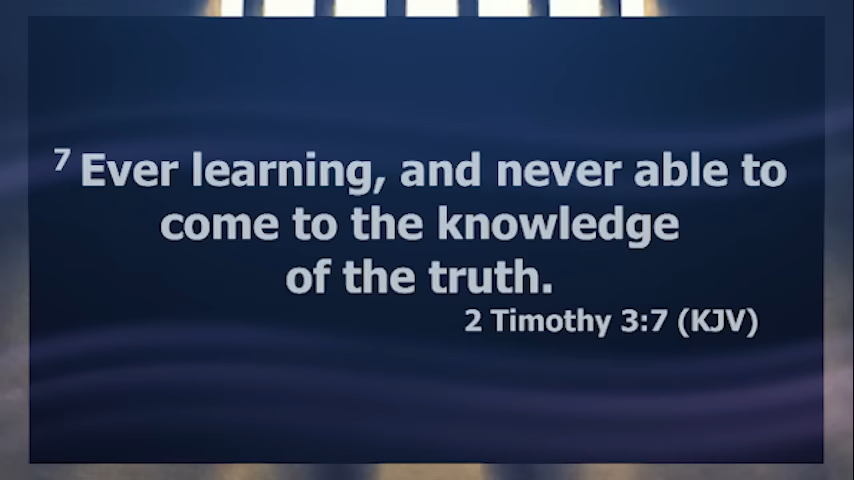 7 Ever learning, and never able to
come to the knowledge
of the truth.
2 Timothy 3:7 (KJV)